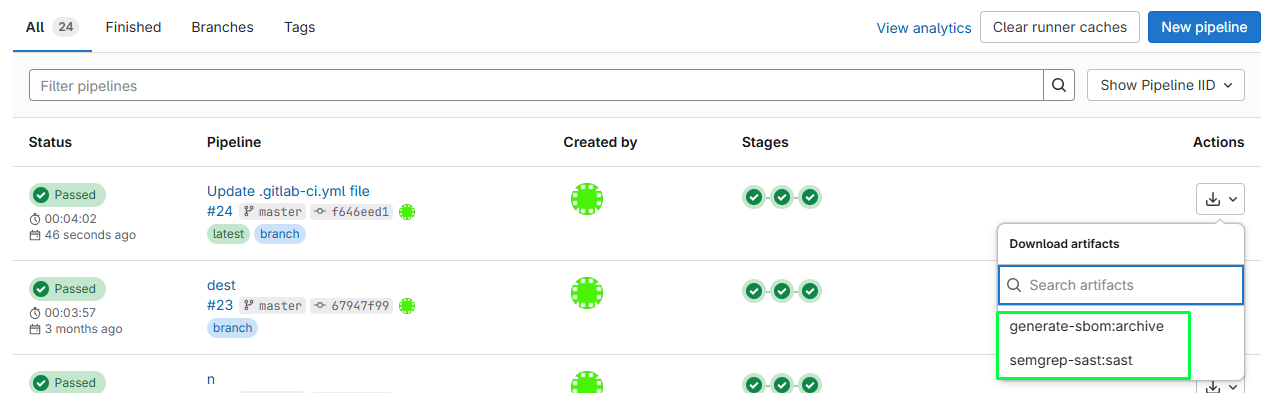 All 24 Finished Branches Tags View analytics Clear runner caches New pipeline
Filter pipelines Show Pipeline IID
Status Pipeline Created by Stages Actions
Passed Update .gitlab-ci.yml file
00:04:02 #24 master f646eed1
46 seconds ago latest branch
Download artifacts
Search artifacts
generate-sbom:archive
semgrep-sast:sast
Passed dest
00:03:57 #23 master 67947f99
3 months ago branch
Passed n